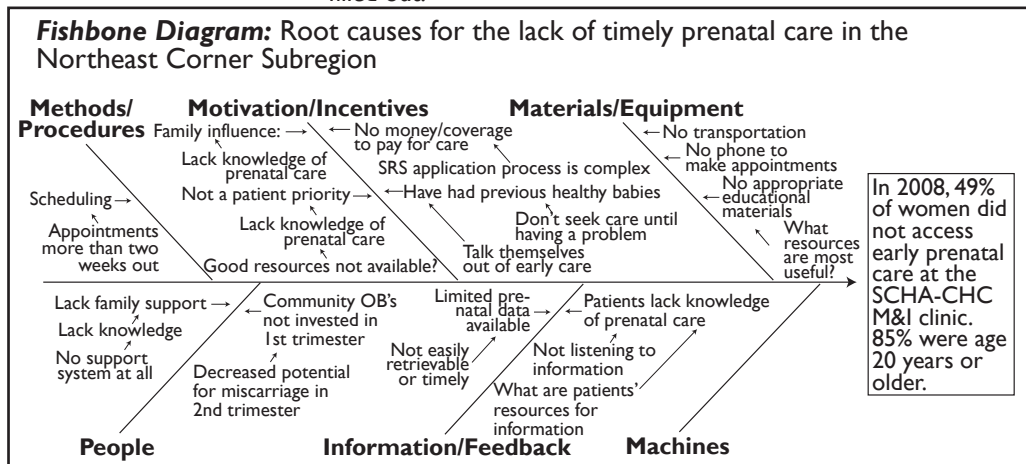 Fishbone Diagram: Root causes for the lack of timely prenatal care in the
Northeast Corner Subregion
Methods/
Procedures
Scheduling
Appointments
more than two
weeks out
Motivation/Incentives
Family influence:
Lack knowledge of
prenatal care
Not a patient priority
Lack knowledge of
prenatal care
Good resources not available?
No money/coverage
to pay for care
SRS application process is complex
Have had previous healthy babies
Don't seek care until
having a problem
Talk themselves
out of early care
Materials/Equipment
No transportation
No phone to
make appointments
No appropriate
educational
materials
What
resources
are most
useful?
In 2008, 49%
of women did
not access
early prenatal
care at the
SCHA-CHC
M&I clinic.
85% were age
20 years or
older.
Lack family support
Lack knowledge
No support
system at all
Community OB's
not invested in
1st trimester
Decreased potential
for miscarriage in
2nd trimester
People
Limited pre-
natal data
available
Not easily
retrievable
or timely
Patients lack knowledge
of prenatal care
Not listening to
information
What are patients'
resources for
information
Information/Feedback
Machines